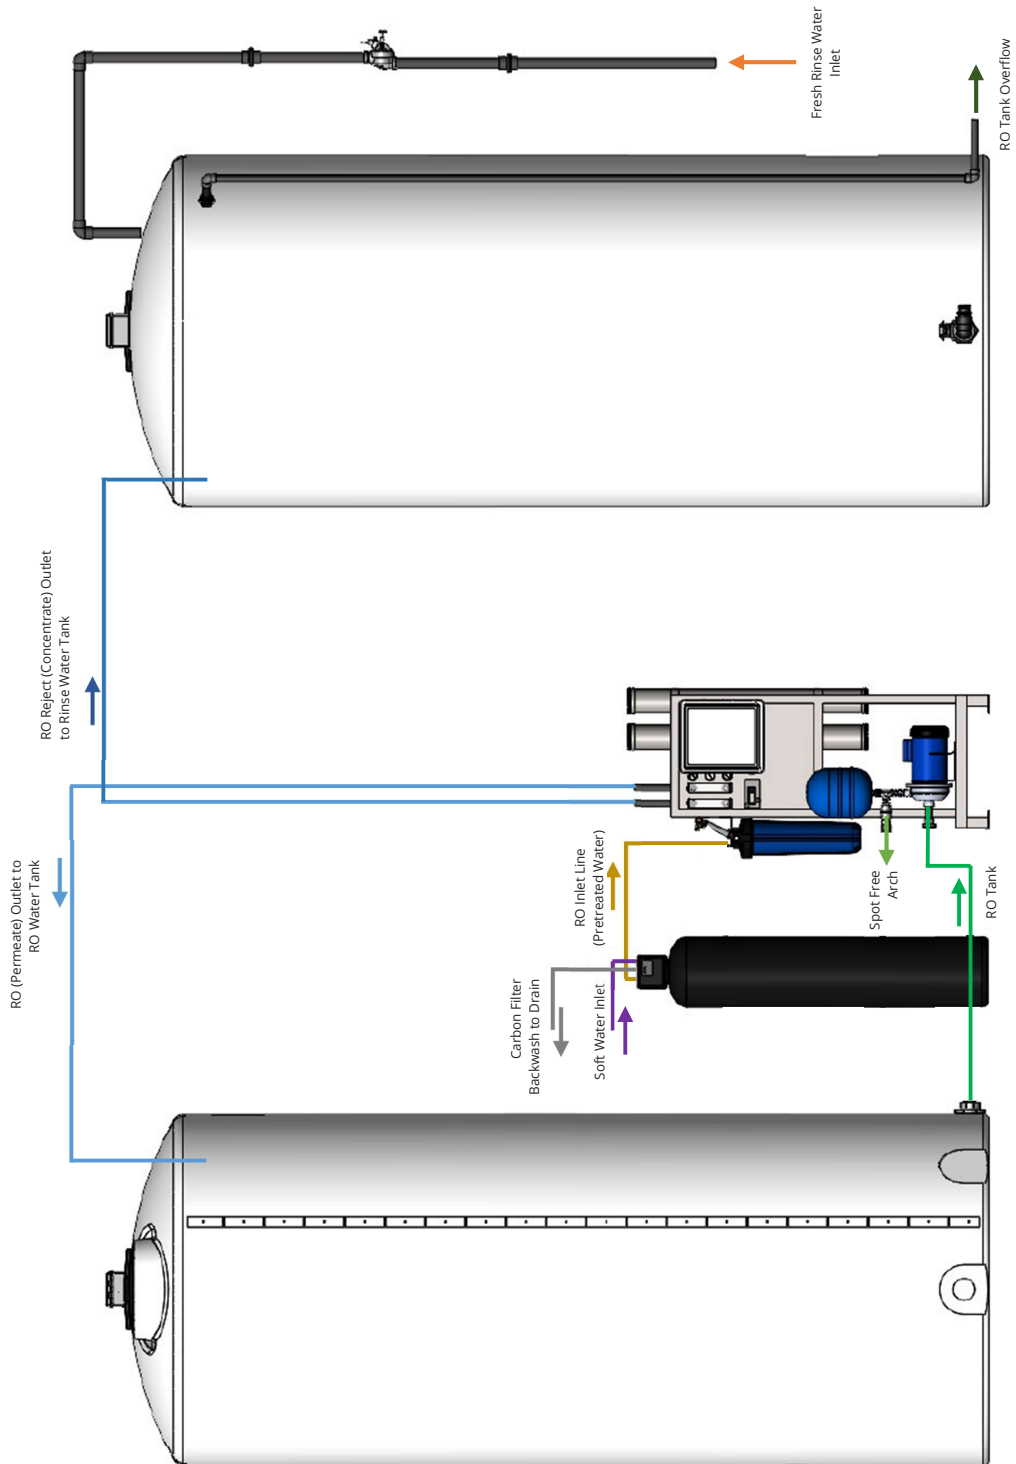 Fresh Rinse Water
Inlet
RO Tank Overflow
RO Reject (Concentrate) Outlet
to Rinse Water Tank
RO (Permeate) Outlet to
RO Water Tank
RO Inlet Line
(Pretreated Water)
Spot Free
Arch
RO Tank
Carbon Filter
Backwash to Drain
Soft Water Inlet